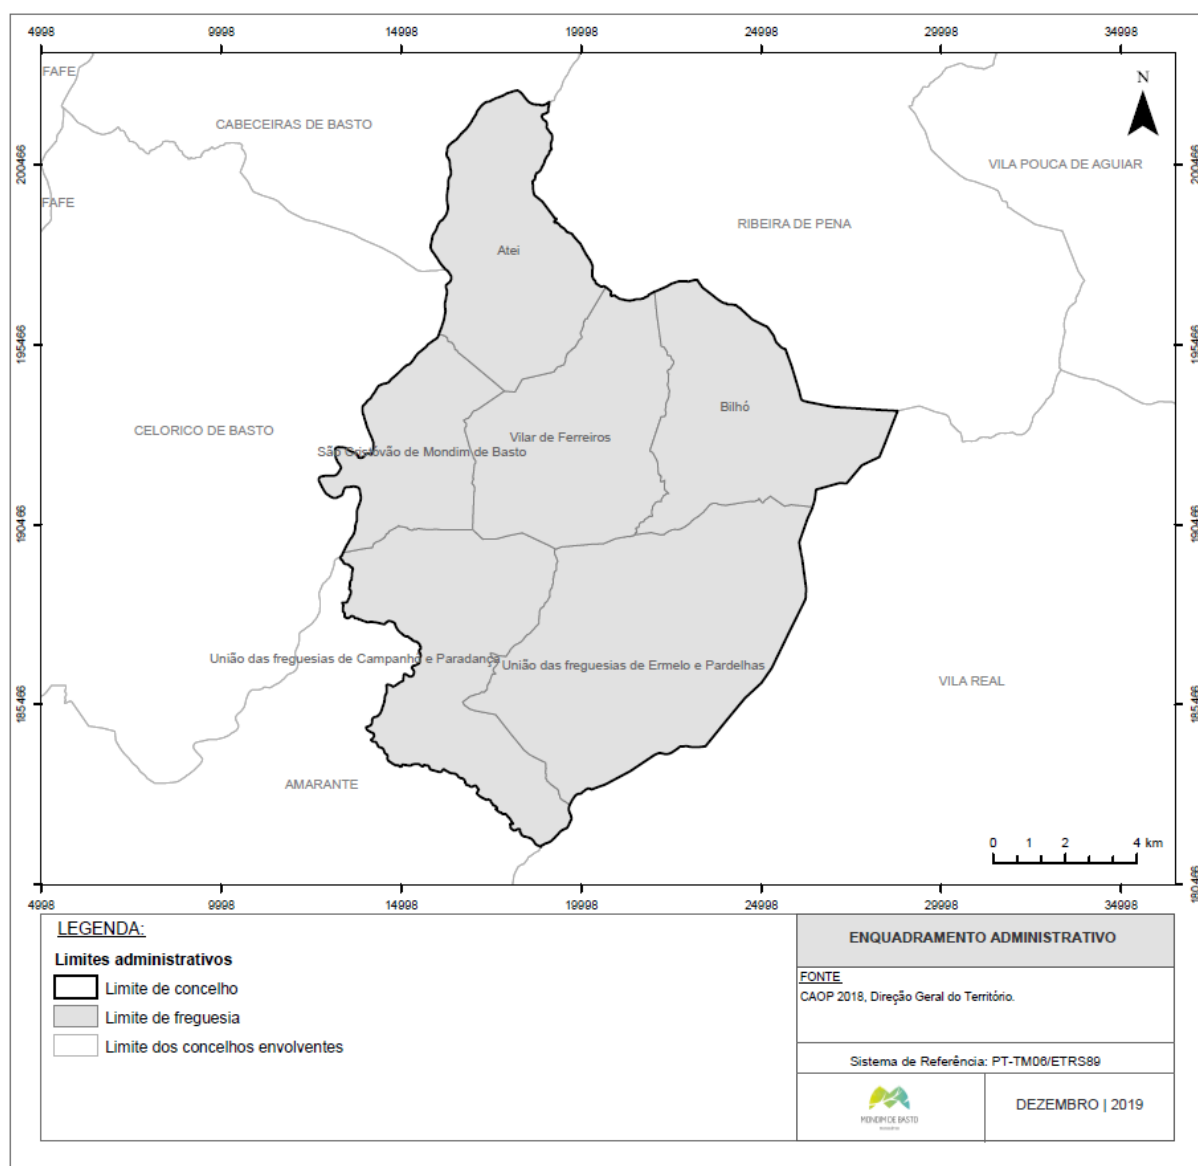 4998 9998 14998 19998 24998 29998 34998
FAFE
N
CABECEIRAS DE BASTO
200466 200466
VILA POUCA DE AGUIAR
FAFE
RIBEIRA DE PENA
Atei
195466 195466
Bilhó
CELORICO DE BASTO
Vilar de Ferreiros
São Cristóvão de Mondim de Basto
190466 190466
União das freguesias de Campanhó e Paradança
União das freguesias de Ermelo e Pardelhas
VILA REAL
185466 185466
AMARANTE
0 1 2 4 km
180466
4998 9998 14998 19998 24998 29998 34998
LEGENDA:
Limites administrativos
Limite de concelho
Limite de freguesia
Limite dos concelhos envolventes
ENQUADRAMENTO ADMINISTRATIVO
FONTE
CAOP 2018, Direção Geral do Território.
Sistema de Referência: PT-TM06/ETRS89
MONDIM DE BASTO
DEZEMBRO | 2019